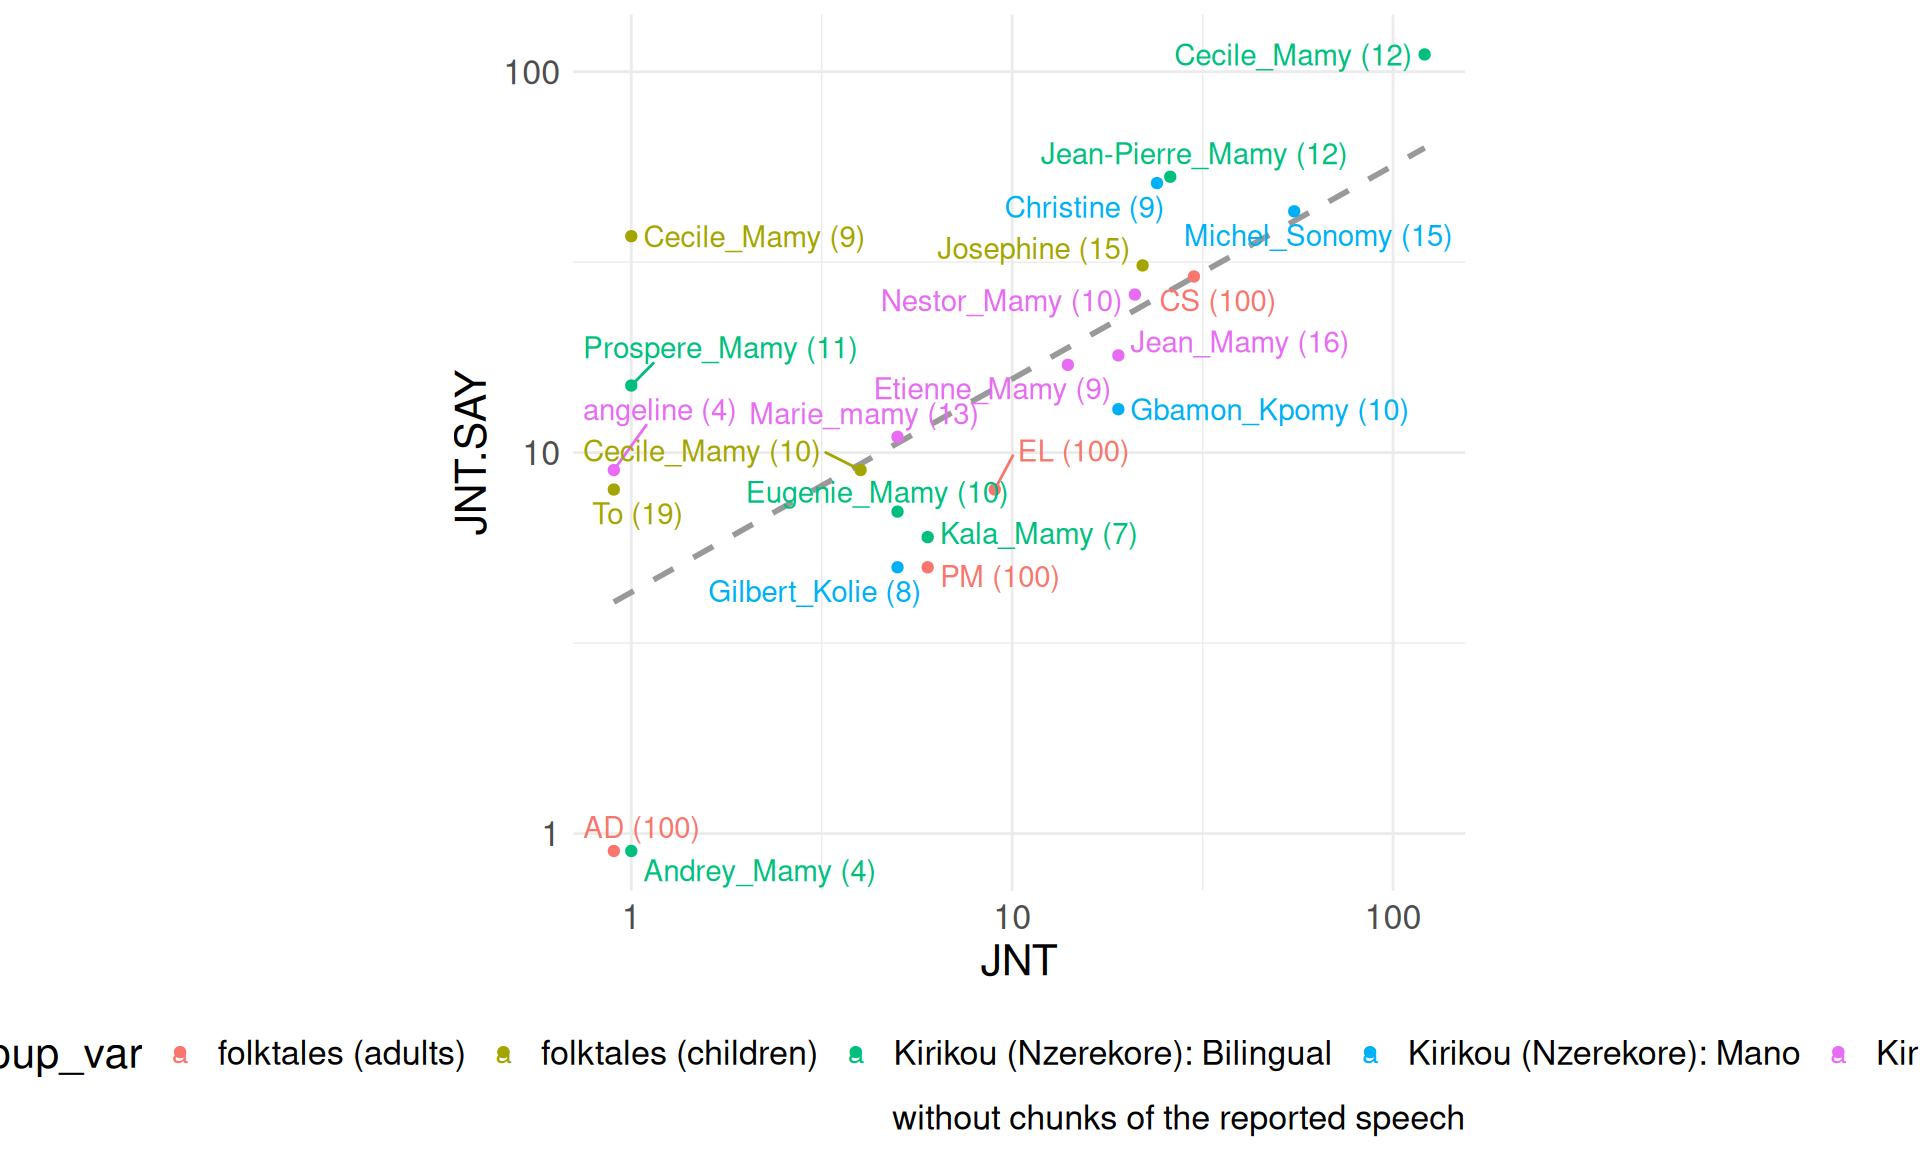 Cecile_Mamy (12)
100
Jean-Pierre_Mamy (12)
Christine (9)
Michel_Sonomy (15)
Cecile_Mamy (9)
Josephine (15)
Nestor_Mamy (10)
CS (100)
Jean_Mamy (16)
Prospere_Mamy (11)
Etienne_Mamy (9)
angeline (4)
Marie_mamy (13)
Gbamon_Kpomy (10)
JNT.SAY
10
Cecile_Mamy (10)
EL (100)
Eugenie_Mamy (10)
To (19)
Kala_Mamy (7)
PM (100)
Gilbert_Kolie (8)
1
AD (100)
Andrey_Mamy (4)
1 10 100
JNT
oup_var a folktales (adults) a folktales (children) a Kirikou (Nzerekore): Bilingual a Kirikou (Nzerekore): Mano a Kir
without chunks of the reported speech